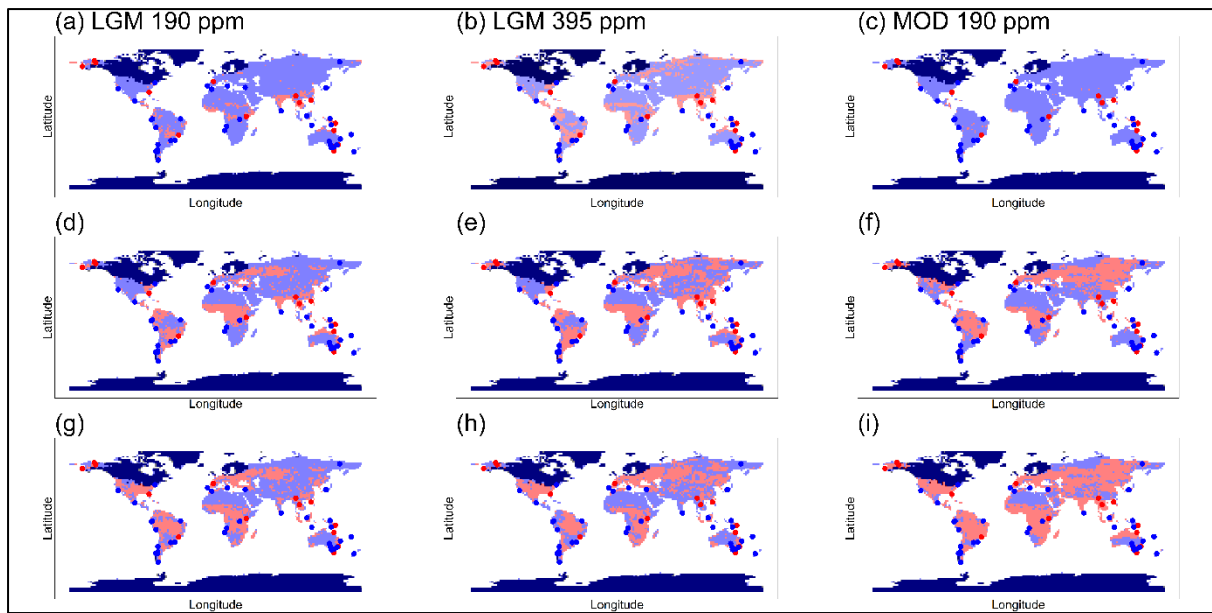 (a) LGM 190 ppm
(b) LGM 395 ppm
(c) MOD 190 ppm
Latitude
Latitude
Latitude
Longitude
Longitude
Longitude
(d)
(e)
(f)
Latitude
Latitude
Latitude
Longitude
Longitude
Longitude
(g)
(h)
(i)
Latitude
Latitude
Latitude
Longitude
Longitude
Longitude